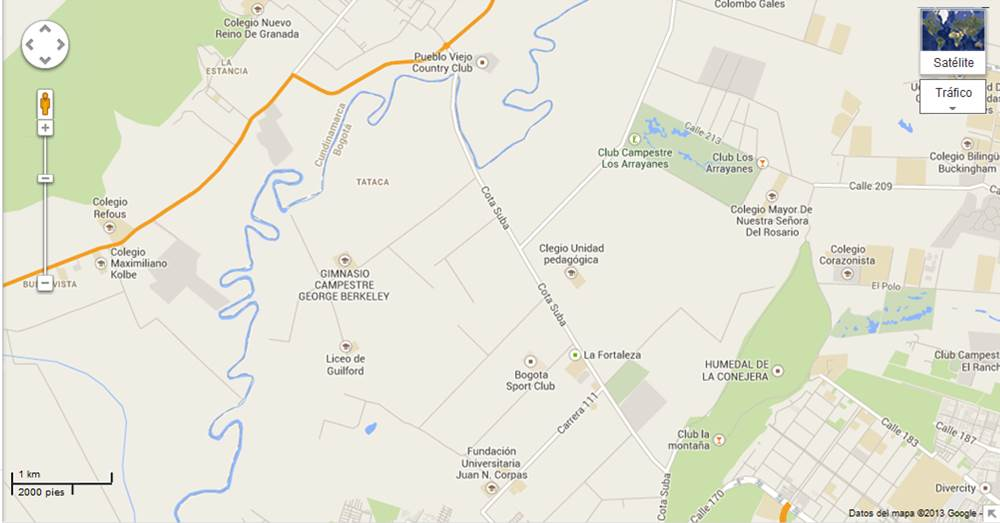 Colombo Gales
Colegio Nuevo
Reino De Granada
LA
ESTANCIA
Pueblo Viejo
Country Club
Satélite
Tráfico
Cundinamarca
Bogotá
Calle 213
Club Campestre
Los Arrayanes
Club Los
Arrayanes
Colegio Bilingü
Buckingham
TATACA
Calle 209
Cota Suba
Colegio
Refous
Colegio Mayor De
Nuestra Señora
Del Rosario
Colegio
Maximiliano
Kolbe
Clegio Unidad
pedagógica
Colegio
Corazonista
GIMNASIO
CAMPESTRE
GEORGE BERKELEY
El Polo
Cota Suba
Liceo de
Guilford
La Fortaleza
Bogota
Sport Club
HUMEDAL DE
LA CONEJERA
Club Campest
El Ranch
Carrera 111
Calle 183
Calle 187
Club la
montaña
Fundación
Universitaria
Juan N. Corpas
1 km
2000 pies
Cota Suba
Calle 170
Divercity
Datos del mapa ©2013 Google -